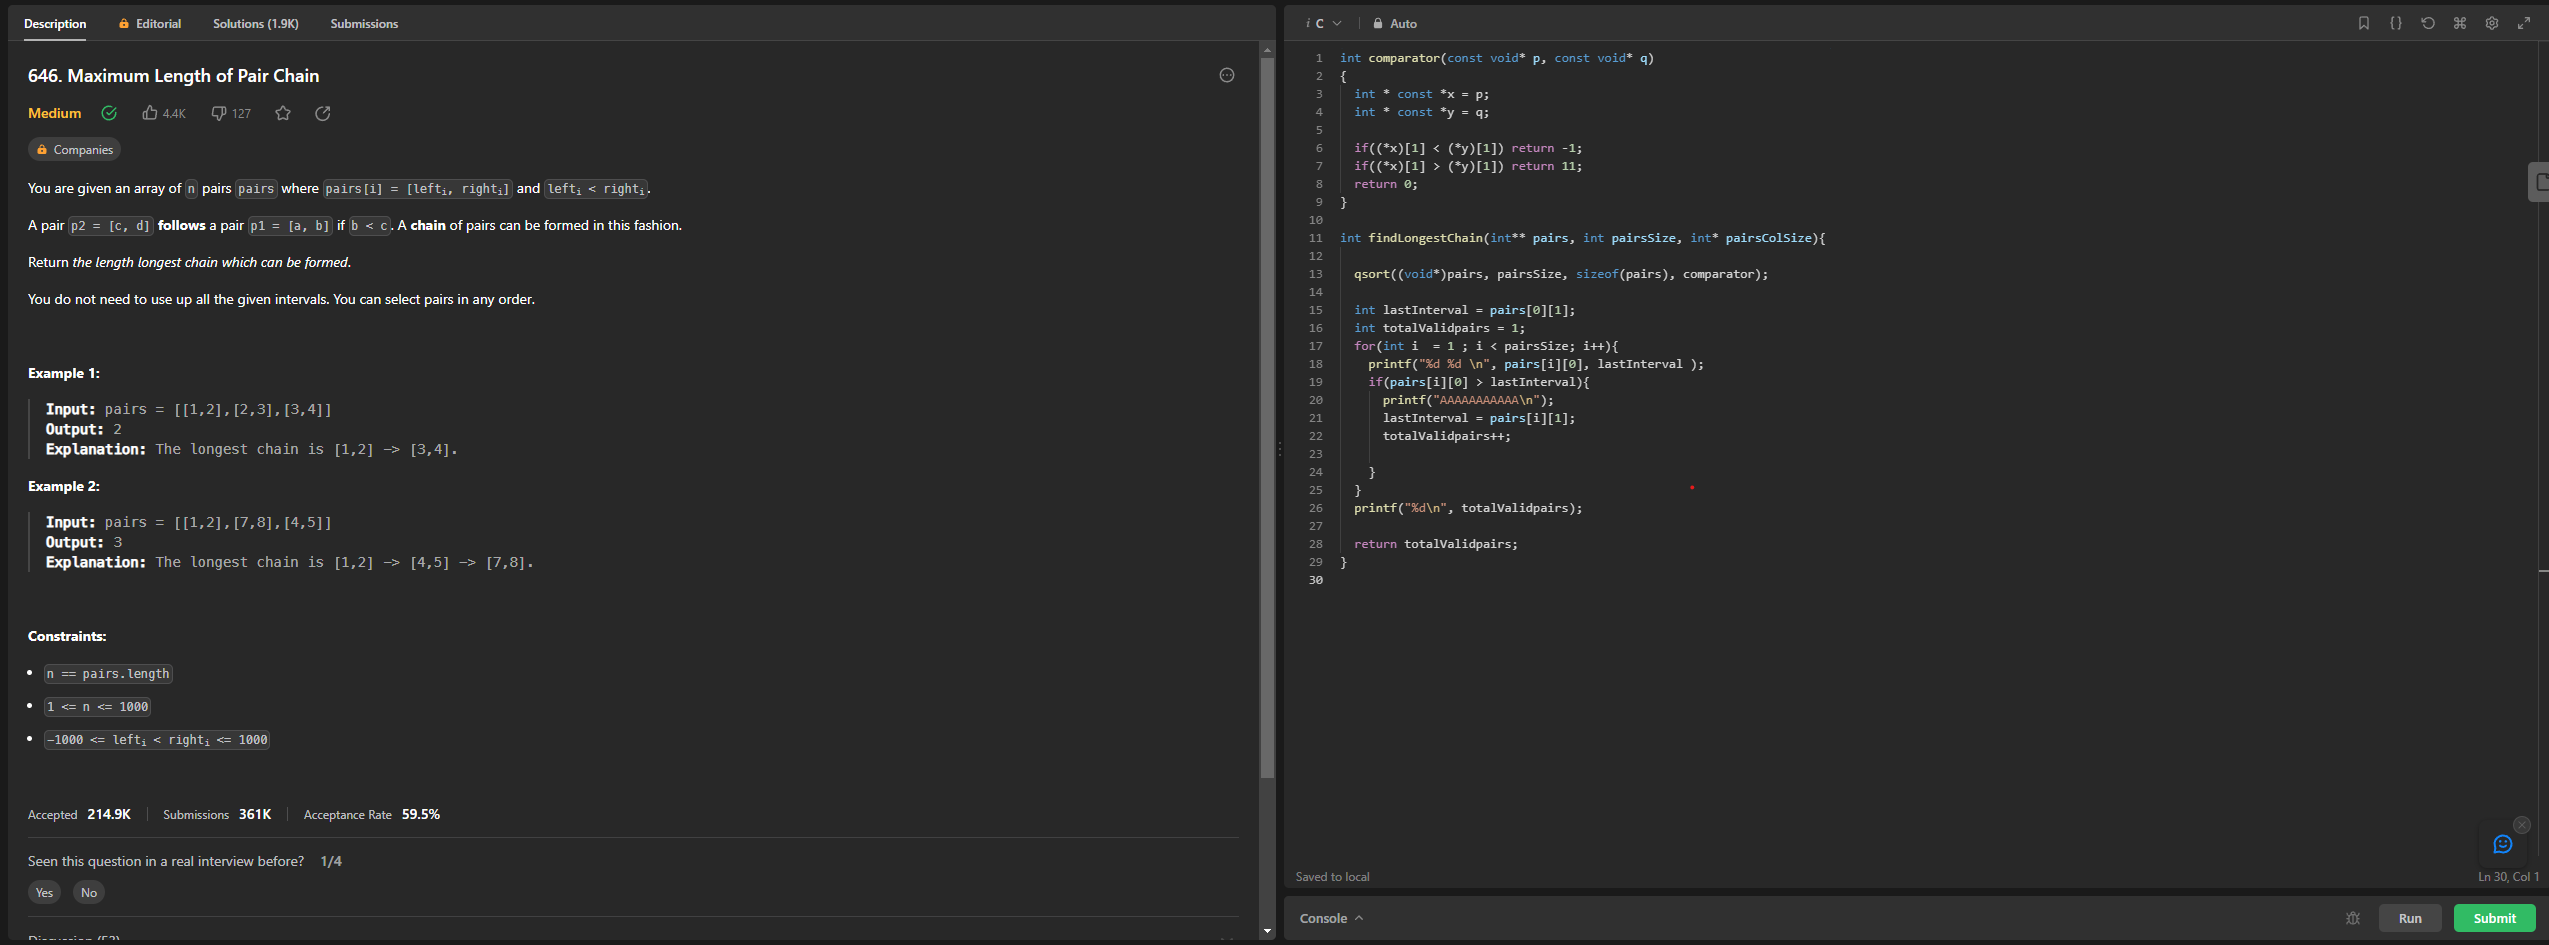 Description Editorial Solutions (1.9K) Submissions
646. Maximum Length of Pair Chain
Medium 4.4K 127
Companies
You are given an array of n pairs pairs where pairs[i] = [lefti, righti] and lefti < righti.
A pair p2 = [c, d] follows a pair p1 = [a, b] if b < c. A chain of pairs can be formed in this fashion.
Return the length longest chain which can be formed.
You do not need to use up all the given intervals. You can select pairs in any order.
Example 1:
Input: pairs = [[1,2],[2,3],[3,4]]
Output: 2
Explanation: The longest chain is [1,2] -> [3,4].
Example 2:
Input: pairs = [[1,2],[7,8],[4,5]]
Output: 3
Explanation: The longest chain is [1,2] -> [4,5] -> [7,8].
Constraints:
• n == pairs.length
• 1 <= n <= 1000
• -1000 <= lefti < righti <= 1000
Accepted 214.9K Submissions 361K Acceptance Rate 59.5%
Seen this question in a real interview before? 1/4
Yes No
Discussion (53)
i C Auto
1 int comparator(const void* p, const void* q)
2 {
3 int * const *x = p;
4 int * const *y = q;
5
6 if((*x)[1] < (*y)[1]) return -1;
7 if((*x)[1] > (*y)[1]) return 11;
8 return 0;
9 }
10
11 int findLongestChain(int** pairs, int pairsSize, int* pairsColSize){
12
13 qsort((void*)pairs, pairsSize, sizeof(pairs), comparator);
14
15 int lastInterval = pairs[0][1];
16 int totalValidpairs = 1;
17 for(int i  = 1 ; i < pairsSize; i++){
18 printf("%d %d \n", pairs[i][0], lastInterval );
19 if(pairs[i][0] > lastInterval){
20 printf("AAAAAAAAAAA\n");
21 lastInterval = pairs[i][1];
22 totalValidpairs++;
23
24 }
25 }
26 printf("%d\n", totalValidpairs);
27
28 return totalValidpairs;
29 }
30
Saved to local
Ln 30, Col 1
Console Run Submit